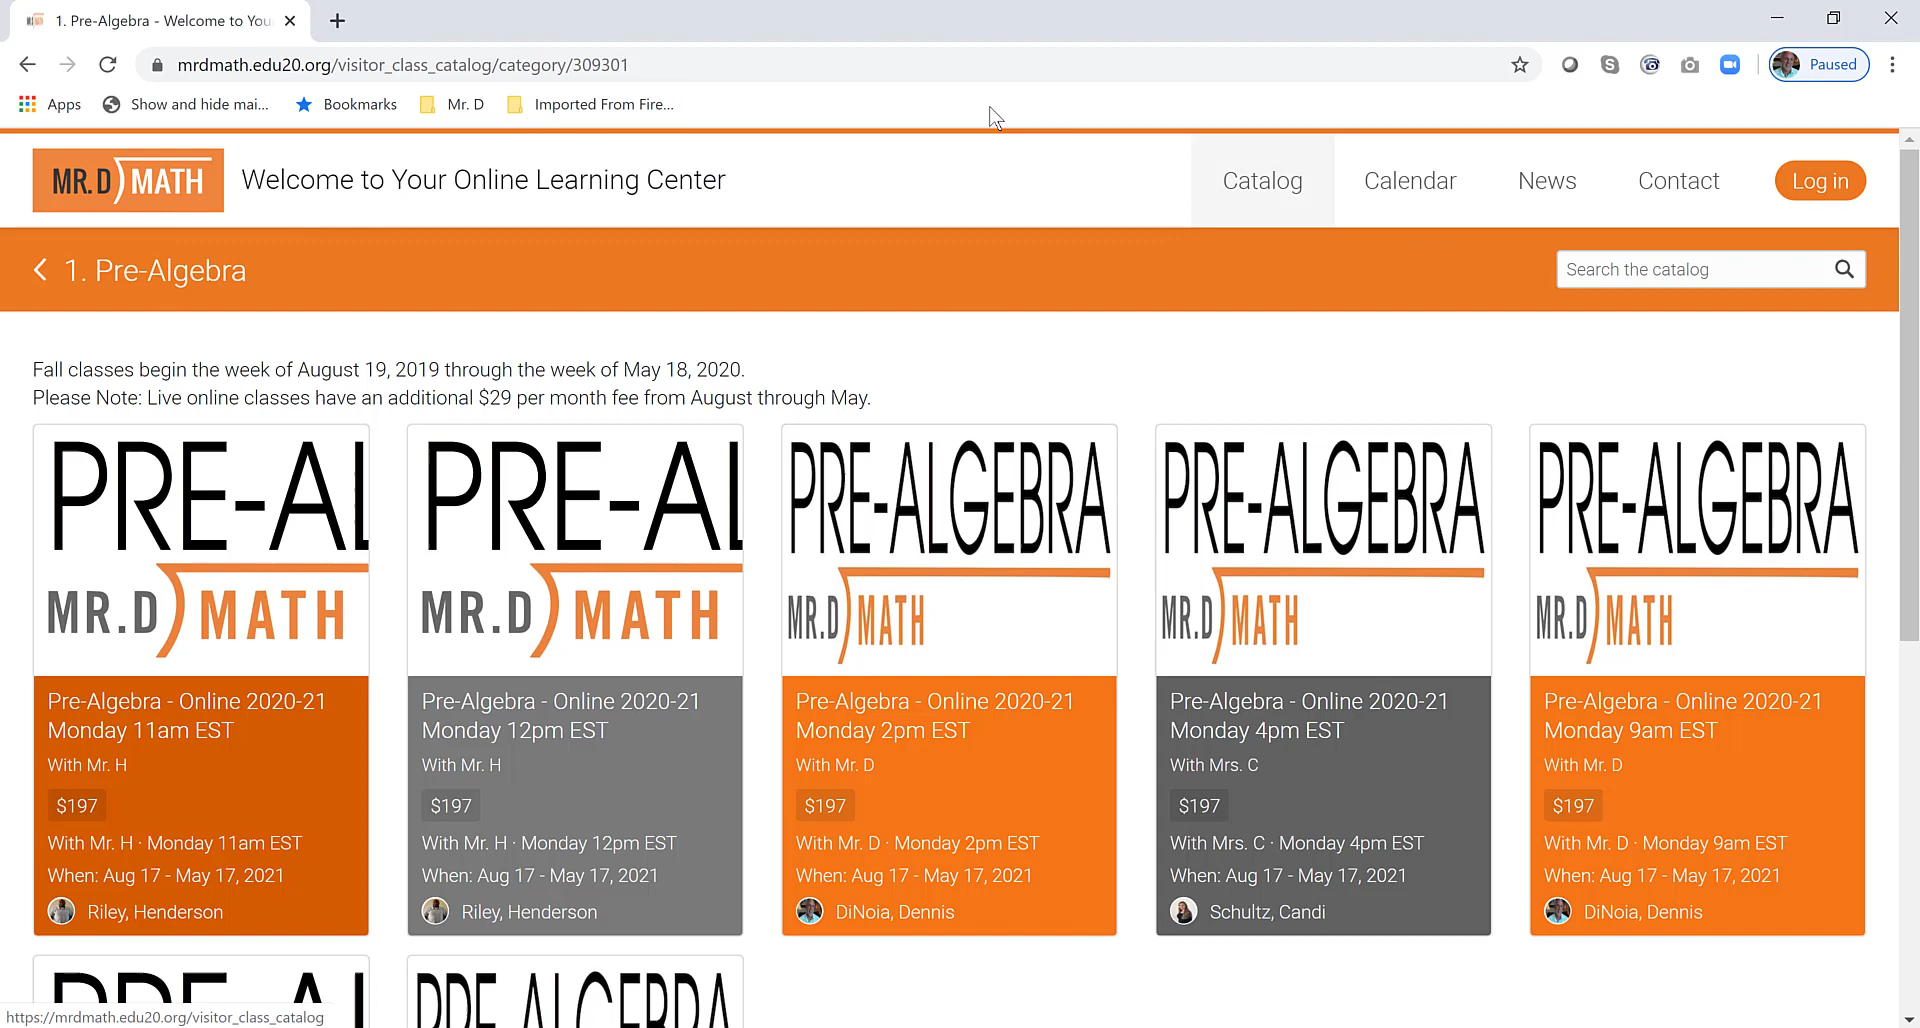 1. Pre-Algebra - Welcome to You
mrdmath.edu20.org/visitor_class_catalog/category/309301
Paused
Apps
Show and hide mai...
Bookmarks
Mr. D
Imported From Fire...
MR. D MATH
Welcome to Your Online Learning Center
Catalog
Calendar
News
Contact
Log in
1. Pre-Algebra
Search the catalog
Fall classes begin the week of August 19, 2019 through the week of May 18, 2020.
Please Note: Live online classes have an additional $29 per month fee from August through May.
PRE-AL
MR.D MATH
Pre-Algebra - Online 2020-21
Monday 11am EST
With Mr. H
$197
With Mr. H · Monday 11am EST
When: Aug 17 - May 17, 2021
Riley, Henderson
PRE-AL
MR.D MATH
Pre-Algebra - Online 2020-21
Monday 12pm EST
With Mr. H
$197
With Mr. H · Monday 12pm EST
When: Aug 17 - May 17, 2021
Riley, Henderson
PRE-ALGEBRA
MR.D MATH
Pre-Algebra - Online 2020-21
Monday 2pm EST
With Mr. D
$197
With Mr. D · Monday 2pm EST
When: Aug 17 - May 17, 2021
DiNoia, Dennis
PRE-ALGEBRA
MR.D MATH
Pre-Algebra - Online 2020-21
Monday 4pm EST
With Mrs. C
$197
With Mrs. C · Monday 4pm EST
When: Aug 17 - May 17, 2021
Schultz, Candi
PRE-ALGEBRA
MR.D MATH
Pre-Algebra - Online 2020-21
Monday 9am EST
With Mr. D
$197
With Mr. D · Monday 9am EST
When: Aug 17 - May 17, 2021
DiNoia, Dennis
PRE-AL
PRE-ALGEBRA
https://mrdmath.edu20.org/visitor_class_catalog